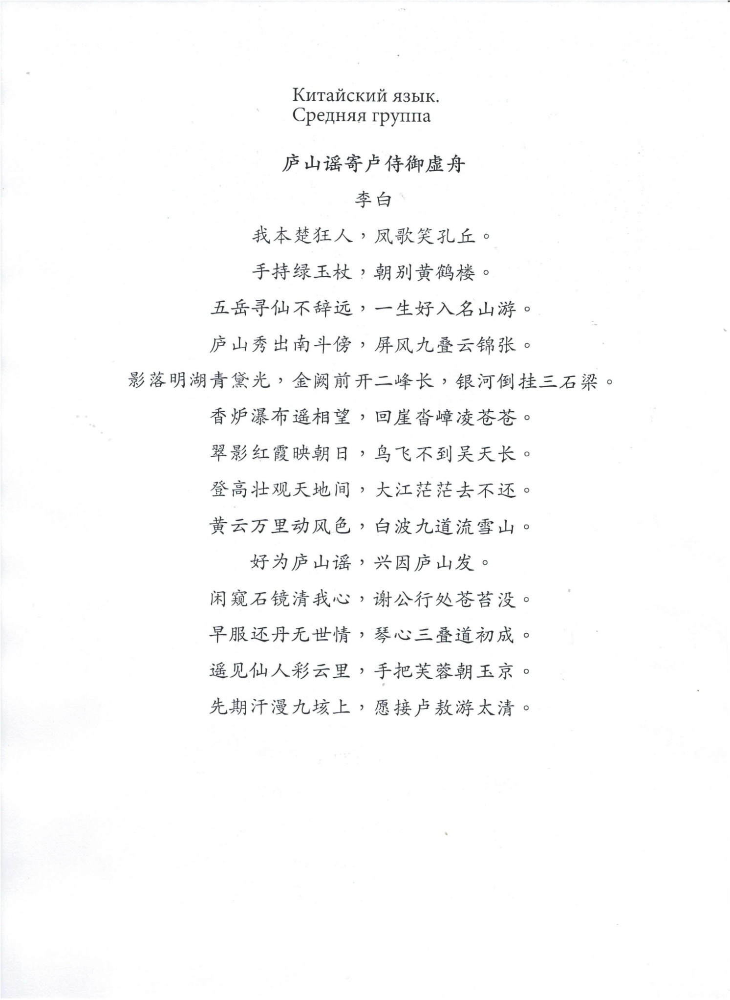 Китайский язык.
Средняя группа
庐山谣寄卢侍御虚舟
李白
我本楚狂人，凤歌笑孔丘。
手持绿玉杖，朝别黄鹤楼。
五岳寻仙不辞远，一生好入名山游。
庐山秀出南斗傍，屏风九叠云锦张。
影落明湖青黛光，金阙前开二峰长，银河倒挂三石梁。
香炉瀑布遥相望，回崖沓嶂凌苍苍。
翠影红霞映朝日，鸟飞不到吴天长。
登高壮观天地间，大江茫茫去不还。
黄云万里动风色，白波九道流雪山。
好为庐山谣，兴因庐山发。
闲窥石镜清我心，谢公行处苍苔没。
早服还丹无世情，琴心三叠道初成。
遥见仙人彩云里，手把芙蓉朝玉京。
先期汗漫九垓上，愿接卢敖游太清。